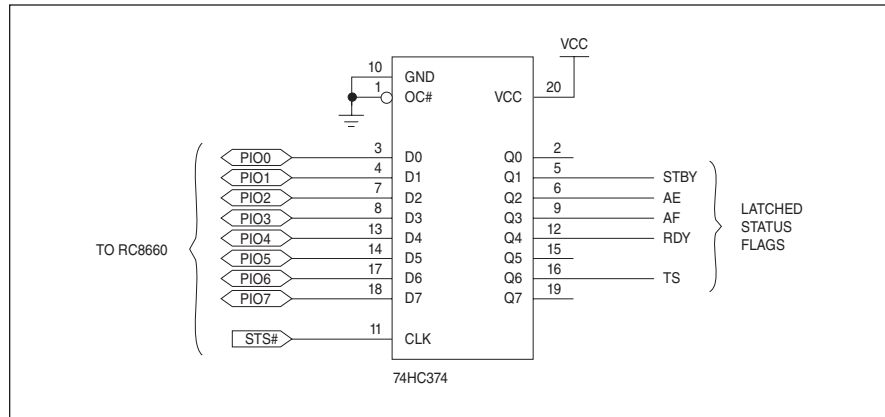 VCC
10 GND
1 OC# VCC 20
PIO0 3 D0 Q0 2
PIO1 4 D1 Q1 5 STBY
PIO2 7 D2 Q2 6 AE
PIO3 8 D3 Q3 9 AF
PIO4 13 D4 Q4 12 RDY
PIO5 14 D5 Q5 15
PIO6 17 D6 Q6 16 TS
PIO7 18 D7 Q7 19
TO RC8660
LATCHED
STATUS
FLAGS
STS# 11 CLK
74HC374